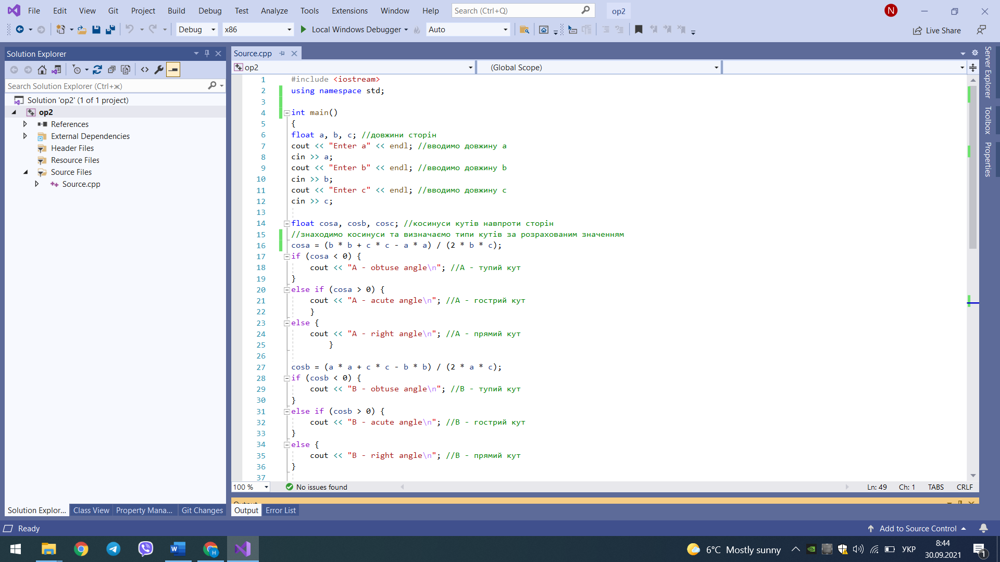 File Edit View Git Project Build Debug Test Analyze Tools Extensions Window Help Search (Ctrl+Q) op2 N
Debug x86 Local Windows Debugger Auto Live Share
Solution Explorer
Search Solution Explorer (Ctrl+ж)
Solution 'op2' (1 of 1 project)
op2
References
External Dependencies
Header Files
Resource Files
Source Files
Source.cpp
Solution Explor... Class View Property Mana... Git Changes
Source.cpp
op2 (Global Scope)
1 #include <iostream>
2 using namespace std;
3
4 int main()
5 {
6 float a, b, c; //довжини сторін
7 cout << "Enter a" << endl; //вводимо довжину a
8 cin >> a;
9 cout << "Enter b" << endl; //вводимо довжину b
10 cin >> b;
11 cout << "Enter c" << endl; //вводимо довжину c
12 cin >> c;
13
14 float cosa, cosb, cosc; //косинуси кутів навпроти сторін
15 //знаходимо косинуси та визначаємо типи кутів за розрахованим значенням
16 cosa = (b * b + c * c - a * a) / (2 * b * c);
17 if (cosa < 0) {
18 cout << "A - obtuse angle\n"; //A - тупий кут
19 }
20 else if (cosa > 0) {
21 cout << "A - acute angle\n"; //A - гострий кут
22 }
23 else {
24 cout << "A - right angle\n"; //A - прямий кут
25 }
26
27 cosb = (a * a + c * c - b * b) / (2 * a * c);
28 if (cosb < 0) {
29 cout << "B - obtuse angle\n"; //B - тупий кут
30 }
31 else if (cosb > 0) {
32 cout << "B - acute angle\n"; //B - гострий кут
33 }
34 else {
35 cout << "B - right angle\n"; //B - прямий кут
36 }
37
100 % No issues found Ln: 49 Ch: 1 TABS CRLF
Output
Output Error List
Server Explorer
Toolbox
Properties
Ready Add to Source Control
6°C Mostly sunny УКР 8:44
30.09.2021
1